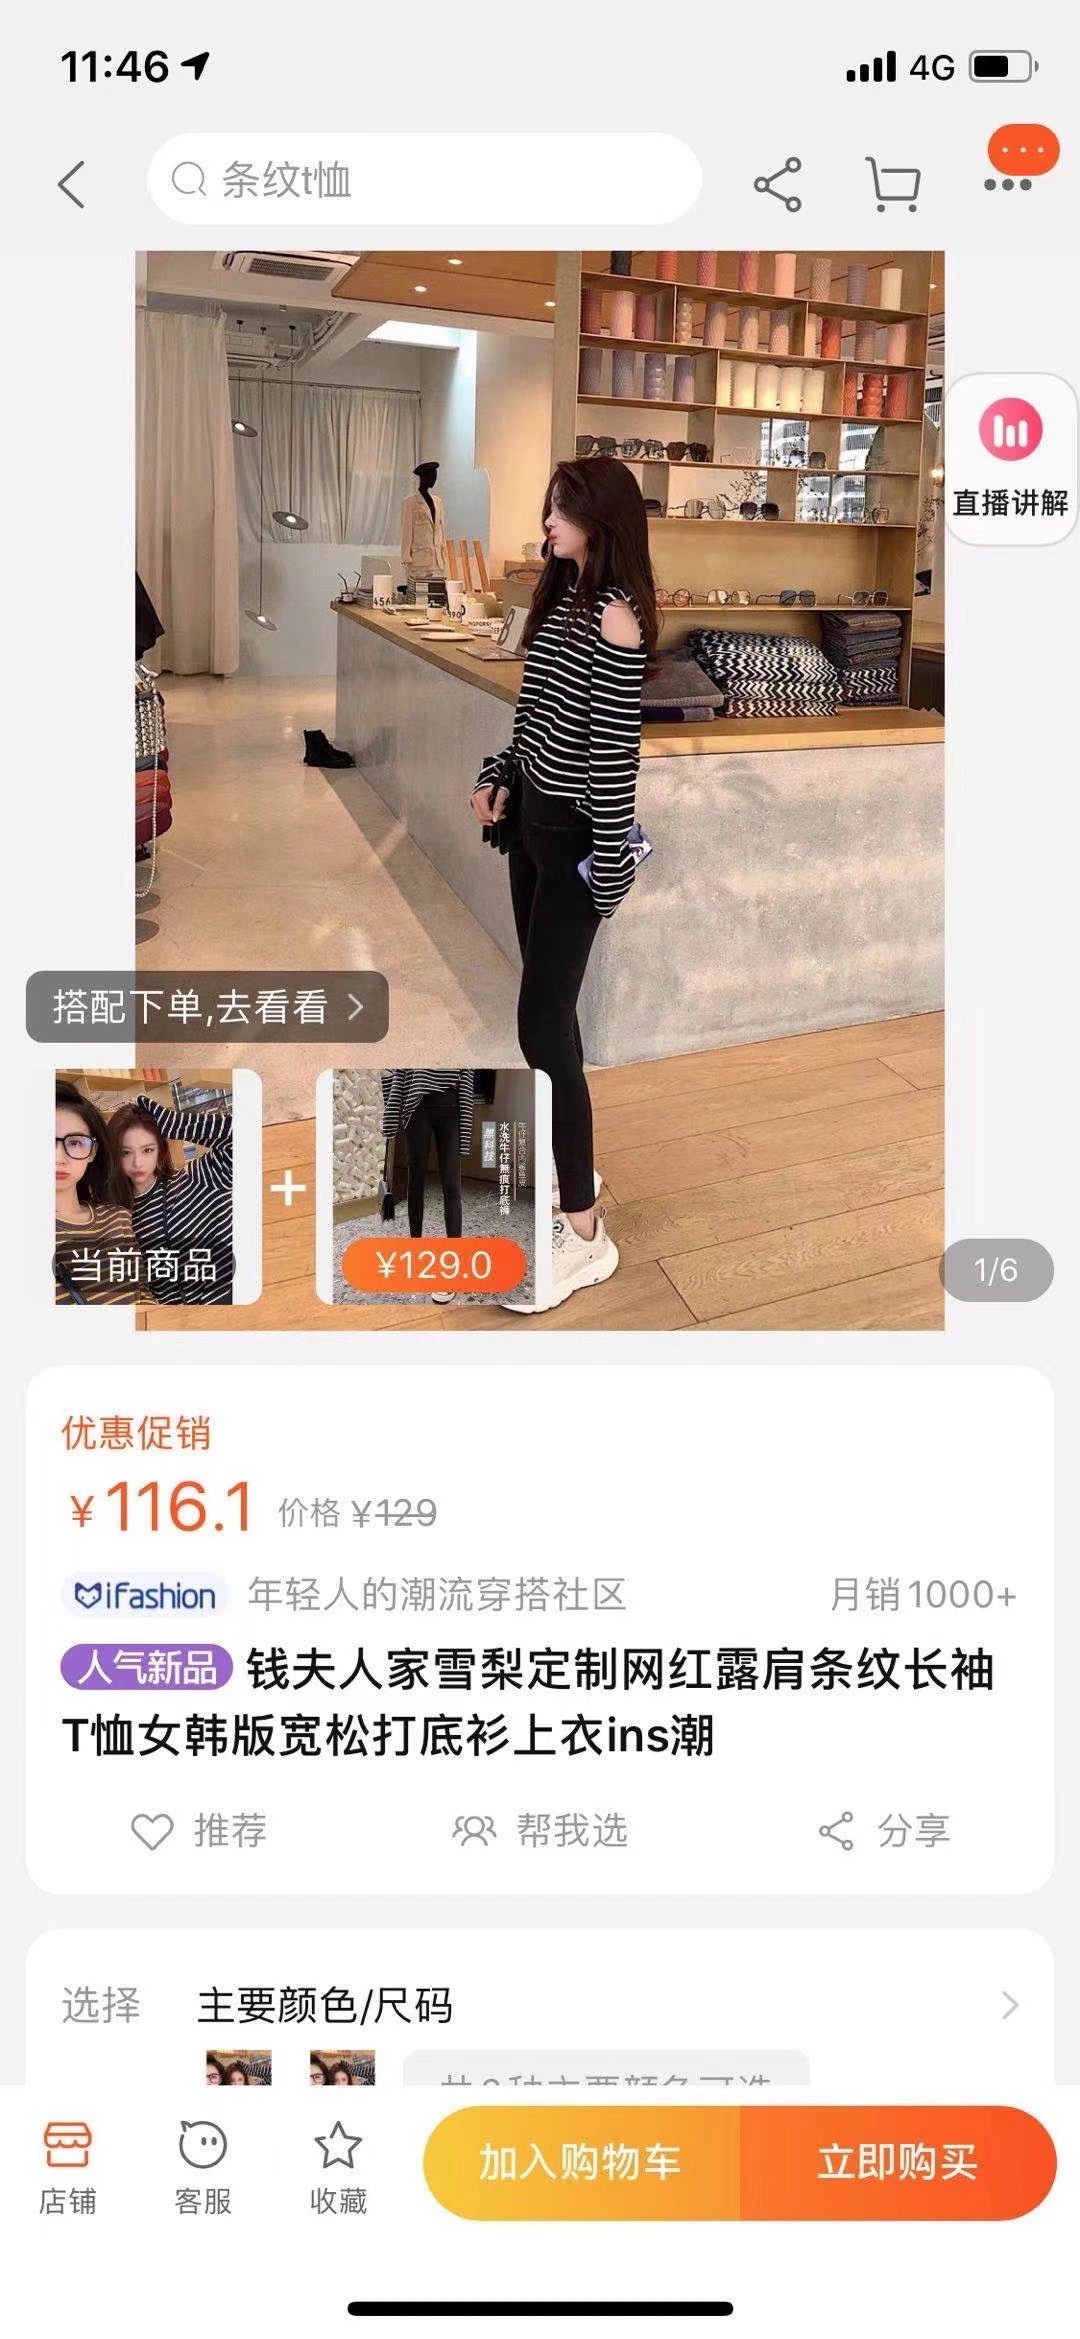 11:46
4G
条纹t恤
直播讲解
搭配下单,去看看
水洗牛仔無痕打底褲
黑科技
当前商品
¥129.0
1/6
优惠促销
¥116.1 价格 ¥129
iFashion 年轻人的潮流穿搭社区 月销1000+
人气新品 钱夫人家雪梨定制网红露肩条纹长袖
T恤女韩版宽松打底衫上衣ins潮
推荐 帮我选 分享
选择 主要颜色/尺码
店铺 客服 收藏 加入购物车 立即购买